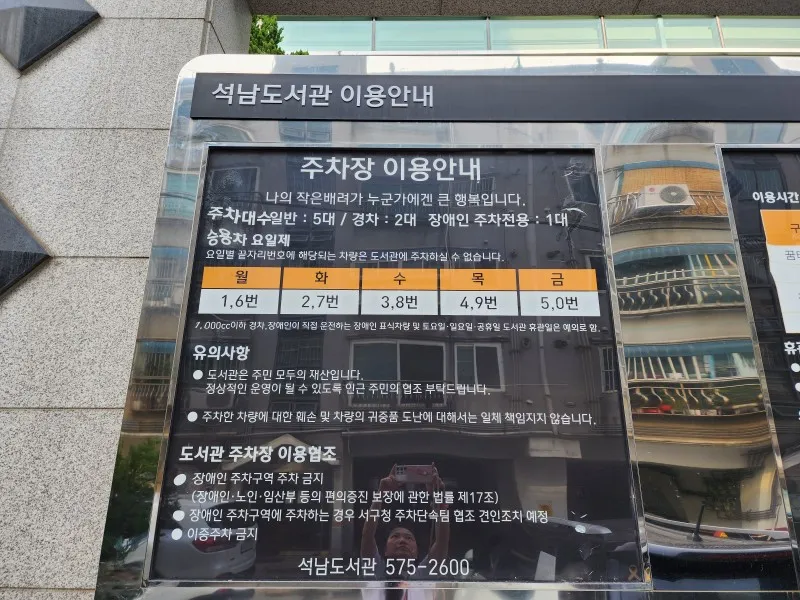 석남도서관 이용안내
주차장 이용안내
나의 작은배려가 누군가에겐 큰 행복입니다.
주차대수일반 : 5대 / 경차 : 2대 장애인 주차전용 : 1대
승용차 요일제
요일별 끝자리번호에 해당되는 차량은 도서관에 주차하실 수 없습니다.
월 화 수 목 금
1,6번 2,7번 3,8번 4,9번 5,0번
1,000cc이하 경차,장애인이 직접 운전하는 장애인 표식차량 및 토요일·일요일·공휴일 도서관 휴관일은 예외로 함.
유의사항
● 도서관은 주민 모두의 재산입니다.
정상적인 운영이 될 수 있도록 인근 주민의 협조 부탁드립니다.
● 주차한 차량에 대한 훼손 및 차량의 귀중품 도난에 대해서는 일체 책임지지 않습니다.
도서관 주차장 이용협조
● 장애인 주차구역 주차 금지
(장애인·노인·임산부 등의 편의증진 보장에 관한 법률 제17조)
● 장애인 주차구역에 주차하는 경우 서구청 주차단속팀 협조 견인조차 예정
● 이중주차 금지
석남도서관 575-2600
이용시간